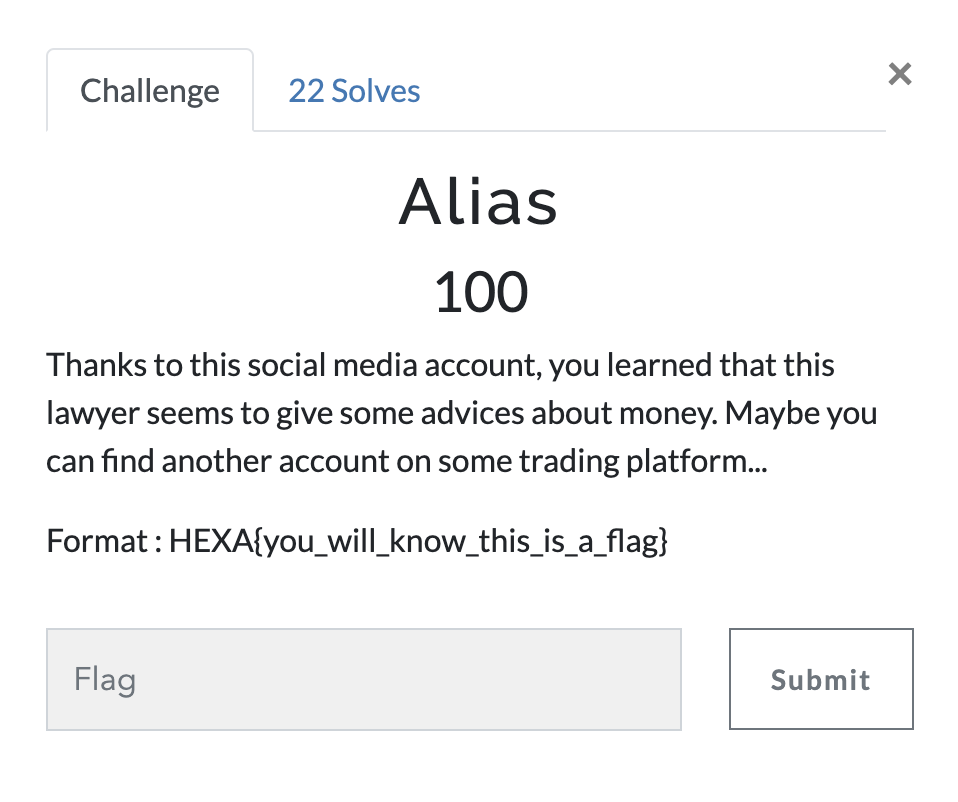 Challenge
22 Solves
×
Alias
100
Thanks to this social media account, you learned that this
lawyer seems to give some advices about money. Maybe you
can find another account on some trading platform...
Format : HEXA{you_will_know_this_is_a_flag}
Flag
Submit